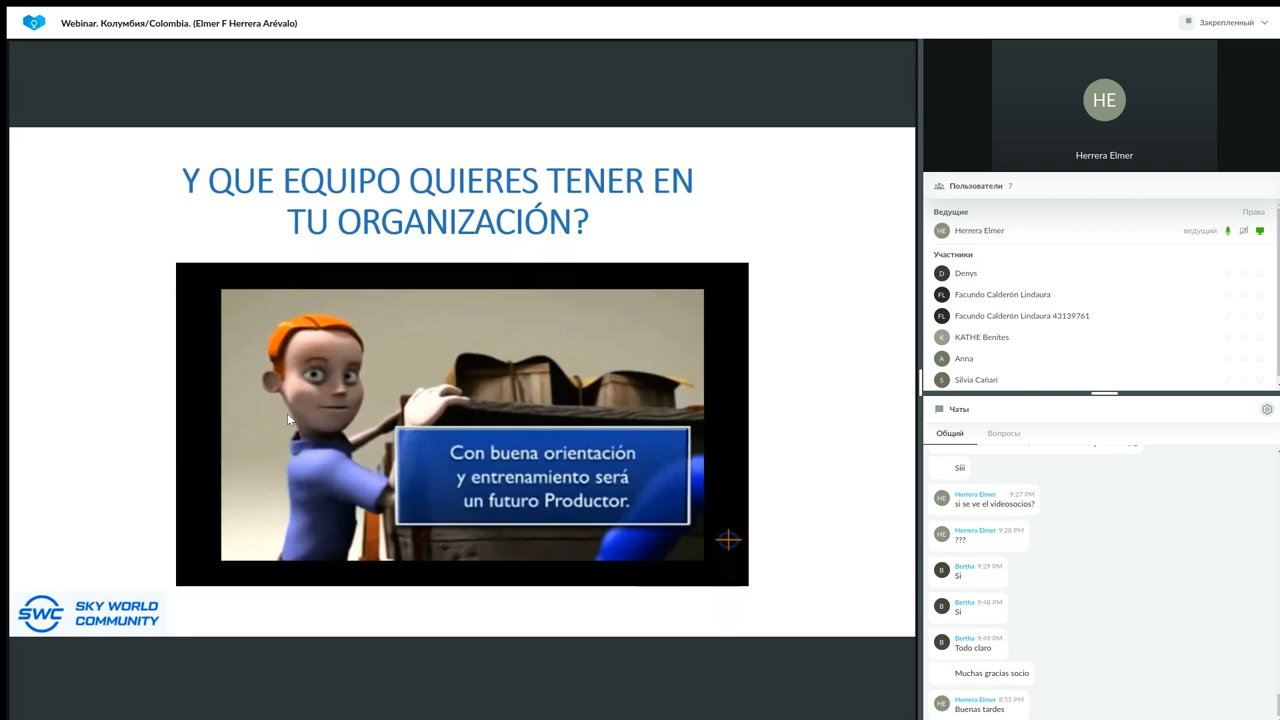 Webinar. Колумбия/Colombia. (Elmer F Herrera Arévalo)
Закрепленный
Y QUE EQUIPO QUIERES TENER EN
TU ORGANIZACIÓN?
Con buena orientación
y entrenamiento será
un futuro Productor.
SWC SKY WORLD
COMMUNITY
HE
Herrera Elmer
Пользователи 7
Ведущие Права
HE Herrera Elmer ведущий
Участники
D Denys
FL Facundo Calderón Lindaura
FL Facundo Calderón Lindaura 43139761
K KATHE Benites
A Anna
S Silvia Cañari
Чаты
Общий Вопросы
Siii
HE Herrera Elmer 9:27 PM
si se ve el videosocios?
HE Herrera Elmer 9:28 PM
???
B Bertha 9:29 PM
Si
B Bertha 9:48 PM
Si
B Bertha 9:49 PM
Todo claro
Muchas gracias socio
HE Herrera Elmer 8:55 PM
Buenas tardes